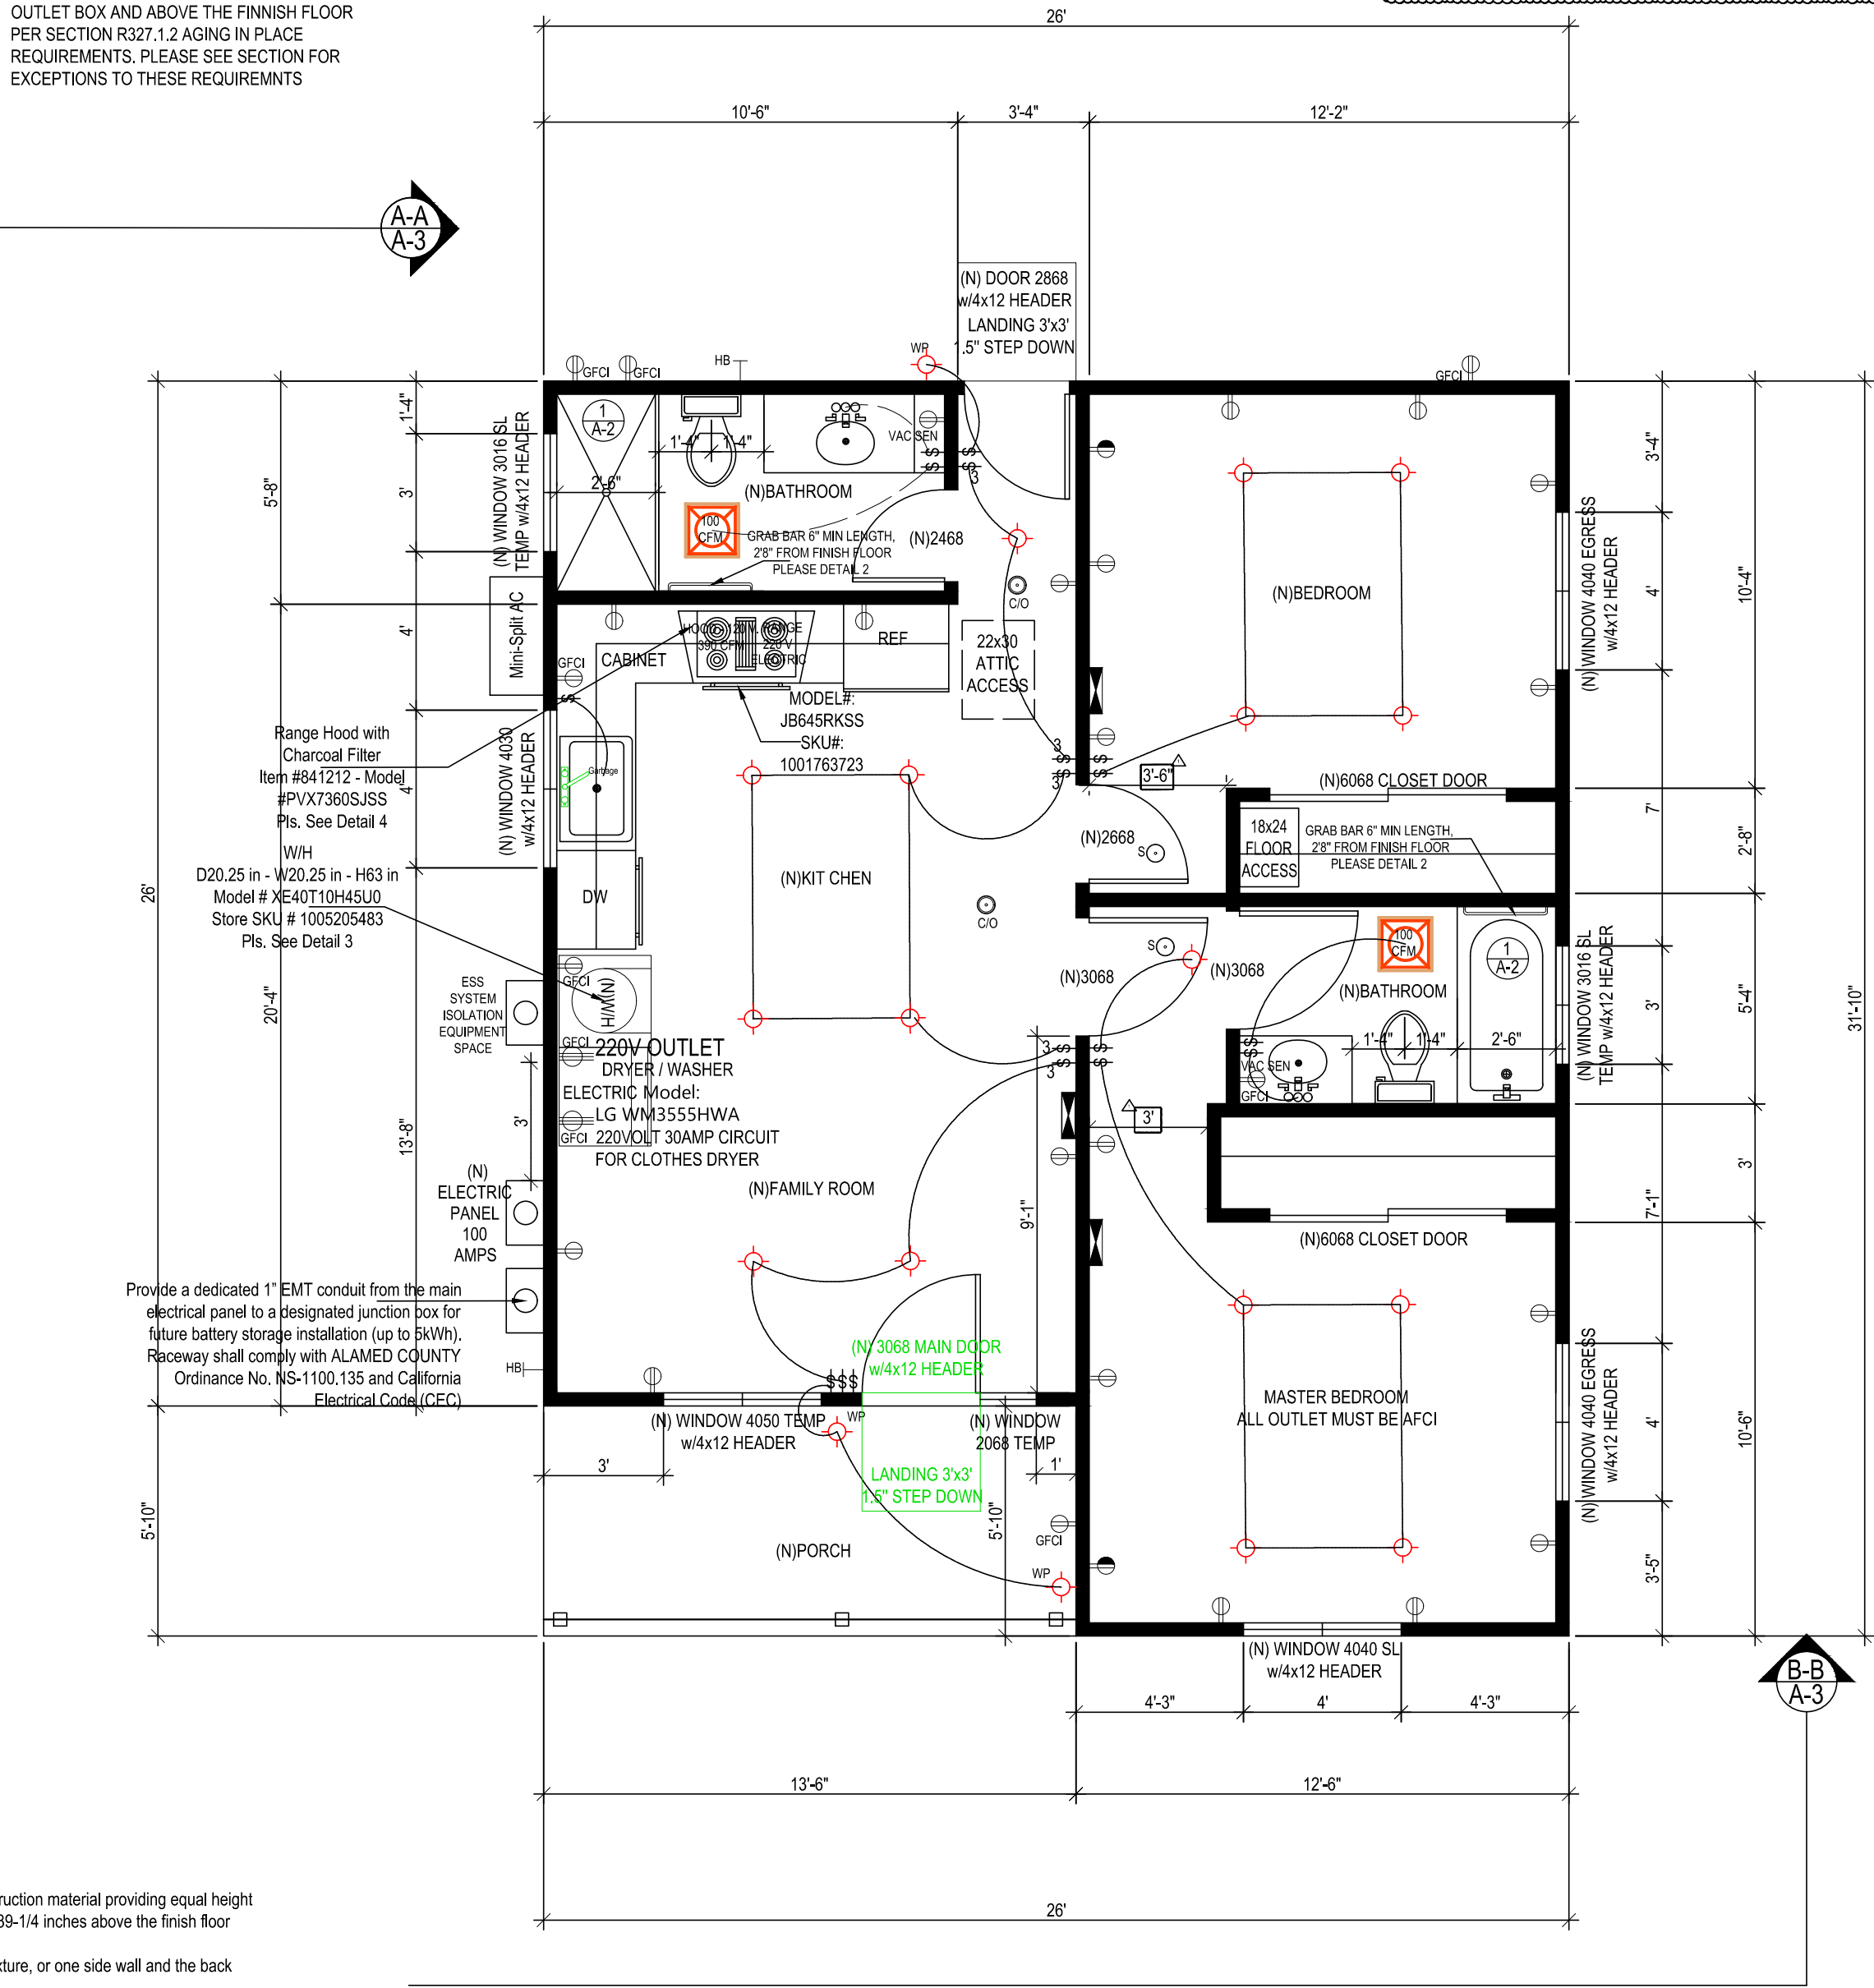 OUTLET BOX AND ABOVE THE FINNISH FLOOR
PER SECTION R327.1.2 AGING IN PLACE
REQUIREMENTS. PLEASE SEE SECTION FOR
EXCEPTIONS TO THESE REQUIREMNTS
26'
10'-6"
3'-4"
12'-2"
A-A
A-3
(N) DOOR 2868
w/4x12 HEADER
LANDING 3'x3'
1.5" STEP DOWN
WP
HB
GFCI
GFCI
GFCI
1'-4"
3'
4'
4'
13'-8"
5'-8"
20'-4"
26'
5'-10"
(N) WINDOW 3016 SL
TEMP w/4x12 HEADER
Mini-Split AC
(N) WINDOW 4030
w/4x12 HEADER
1
A-2
2'-6"
1'-4"
1'-4"
VAC SEN
(N)BATHROOM
100
CFM
GRAB BAR 6" MIN LENGTH,
2'8" FROM FINISH FLOOR
PLEASE DETAIL 2
(N)2468
3
C/O
22x30
ATTIC
ACCESS
(N)BEDROOM
HOOD - 120 V. RANGE
390 CFM
220 V
ELECTRIC
REF
CABINET
GFCI
MODEL#:
JB645RKSS
SKU#:
1001763723
Garbage
DW
Range Hood with
Charcoal Filter
Item #841212 - Model
#PVX7360SJSS
Pls. See Detail 4
W/H
D20.25 in - W20.25 in - H63 in
Model # XE40T10H45U0
Store SKU # 1005205483
Pls. See Detail 3
(N)KIT CHEN
C/O
3
3
3'-6"
(N)2668
S
(N)6068 CLOSET DOOR
18x24
FLOOR
ACCESS
GRAB BAR 6" MIN LENGTH,
2'8" FROM FINISH FLOOR
PLEASE DETAIL 2
S
(N)3068
(N)3068
100
CFM
1
A-2
(N)BATHROOM
1'-4"
1'-4"
2'-6"
VAC SEN
GFCI
ESS
SYSTEM
ISOLATION
EQUIPMENT
SPACE
GFCI
(N)W/H
GFCI
220V OUTLET
DRYER / WASHER
ELECTRIC Model:
LG WM3555HWA
GFCI
220VOLT 30AMP CIRCUIT
FOR CLOTHES DRYER
3'
3
3
3'
(N)
ELECTRIC
PANEL
100
AMPS
(N)FAMILY ROOM
9'-1"
(N)6068 CLOSET DOOR
Provide a dedicated 1" EMT conduit from the main
electrical panel to a designated junction box for
future battery storage installation (up to 5kWh).
Raceway shall comply with ALAMED COUNTY
Ordinance No. NS-1100.135 and California
Electrical Code (CEC)
HB
(N) 3068 MAIN DOOR
w/4x12 HEADER
SSS
WP
(N) WINDOW 4050 TEMP
w/4x12 HEADER
(N) WINDOW
2068 TEMP
LANDING 3'x3'
1.5" STEP DOWN
3'
1'
5'-10"
MASTER BEDROOM
ALL OUTLET MUST BE AFCI
GFCI
WP
(N)PORCH
(N) WINDOW 4040 EGRESS
w/4x12 HEADER
(N) WINDOW 3016 SL
TEMP w/4x12 HEADER
(N) WINDOW 4040 EGRESS
w/4x12 HEADER
3'-4"
4'
7'
3'
7'-1"
4'
3'-5"
10'-4"
2'-8"
5'-4"
3'
10'-6"
31'-10"
(N) WINDOW 4040 SL
w/4x12 HEADER
4'-3"
4'
4'-3"
B-B
A-3
13'-6"
12'-6"
26'
ruction material providing equal height
39-1/4 inches above the finish floor
xture, or one side wall and the back